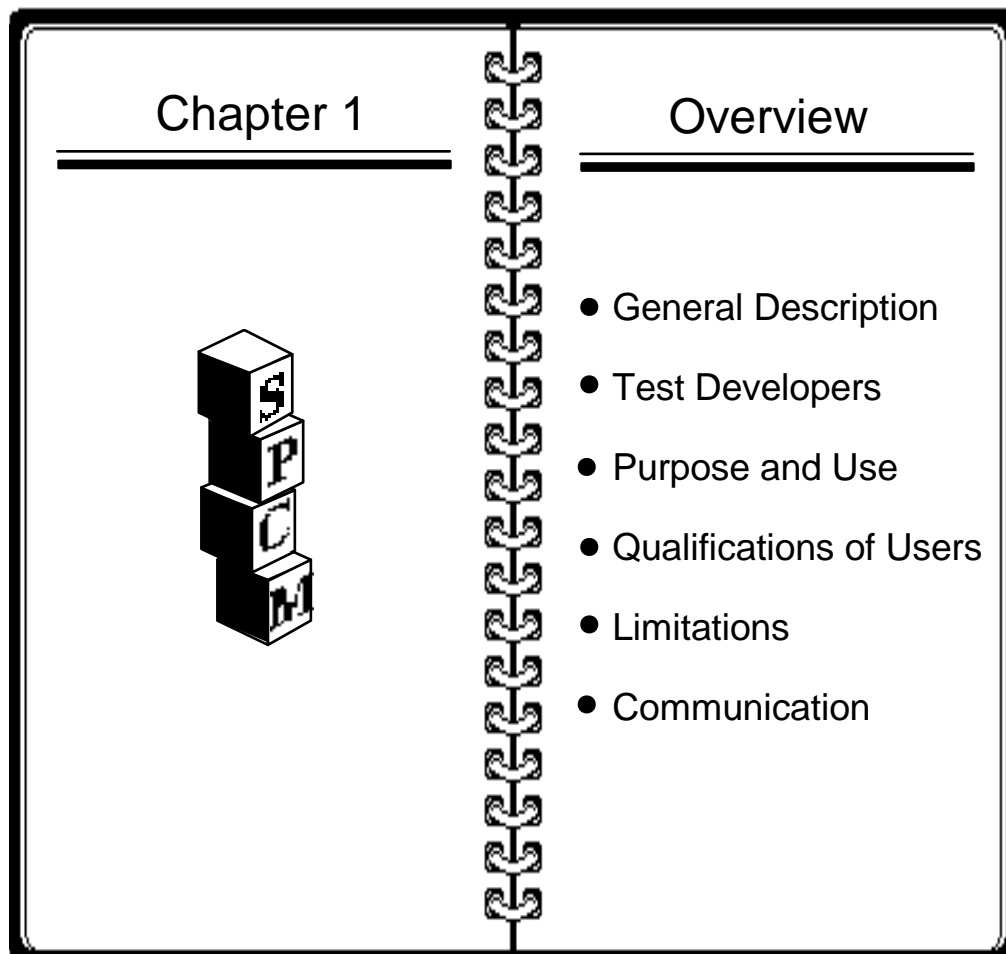 Chapter 1
S
P
C
M
Overview
• General Description
• Test Developers
• Purpose and Use
• Qualifications of Users
• Limitations
• Communication